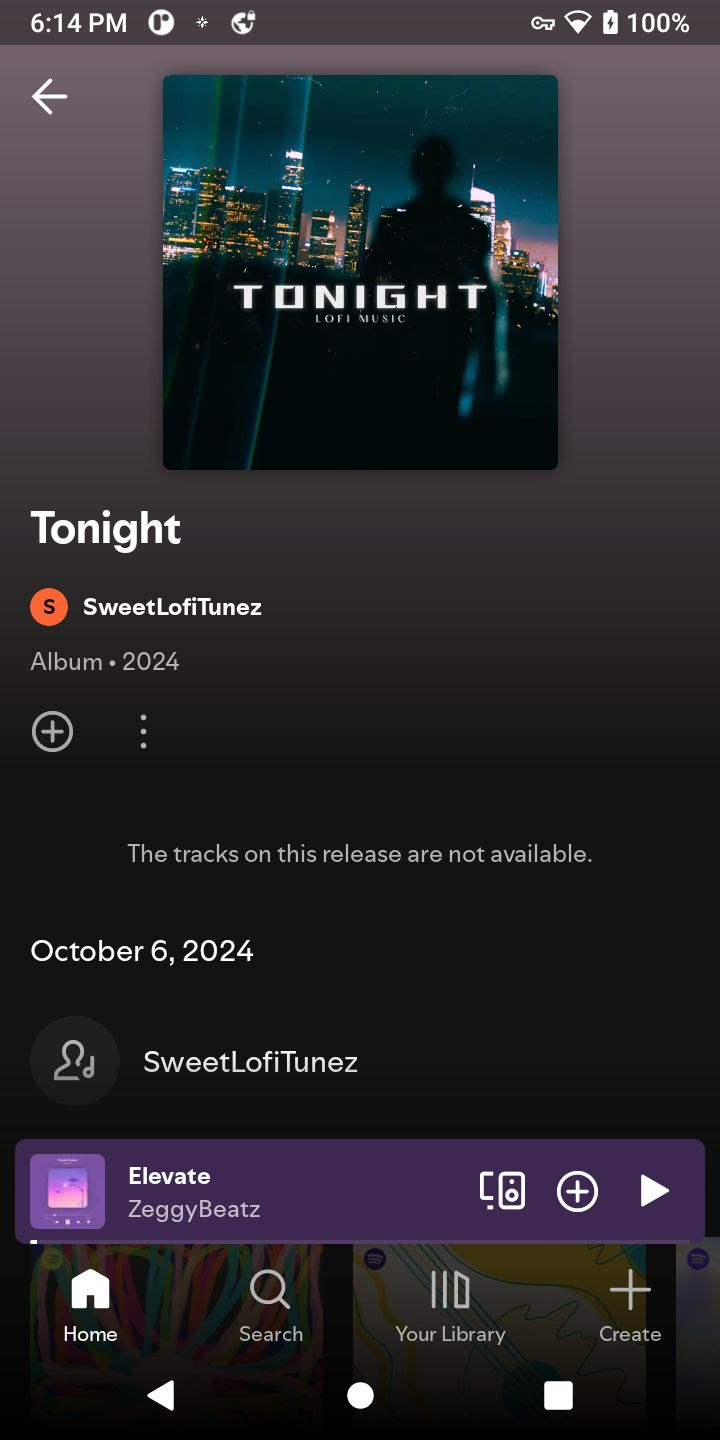 6:14 PM
100%
TONIGHT
LOFI MUSIC
Tonight
S SweetLofiTunez
Album • 2024
The tracks on this release are not available.
October 6, 2024
SweetLofiTunez
Elevate
ZeggyBeatz
Home
Search
Your Library
Create